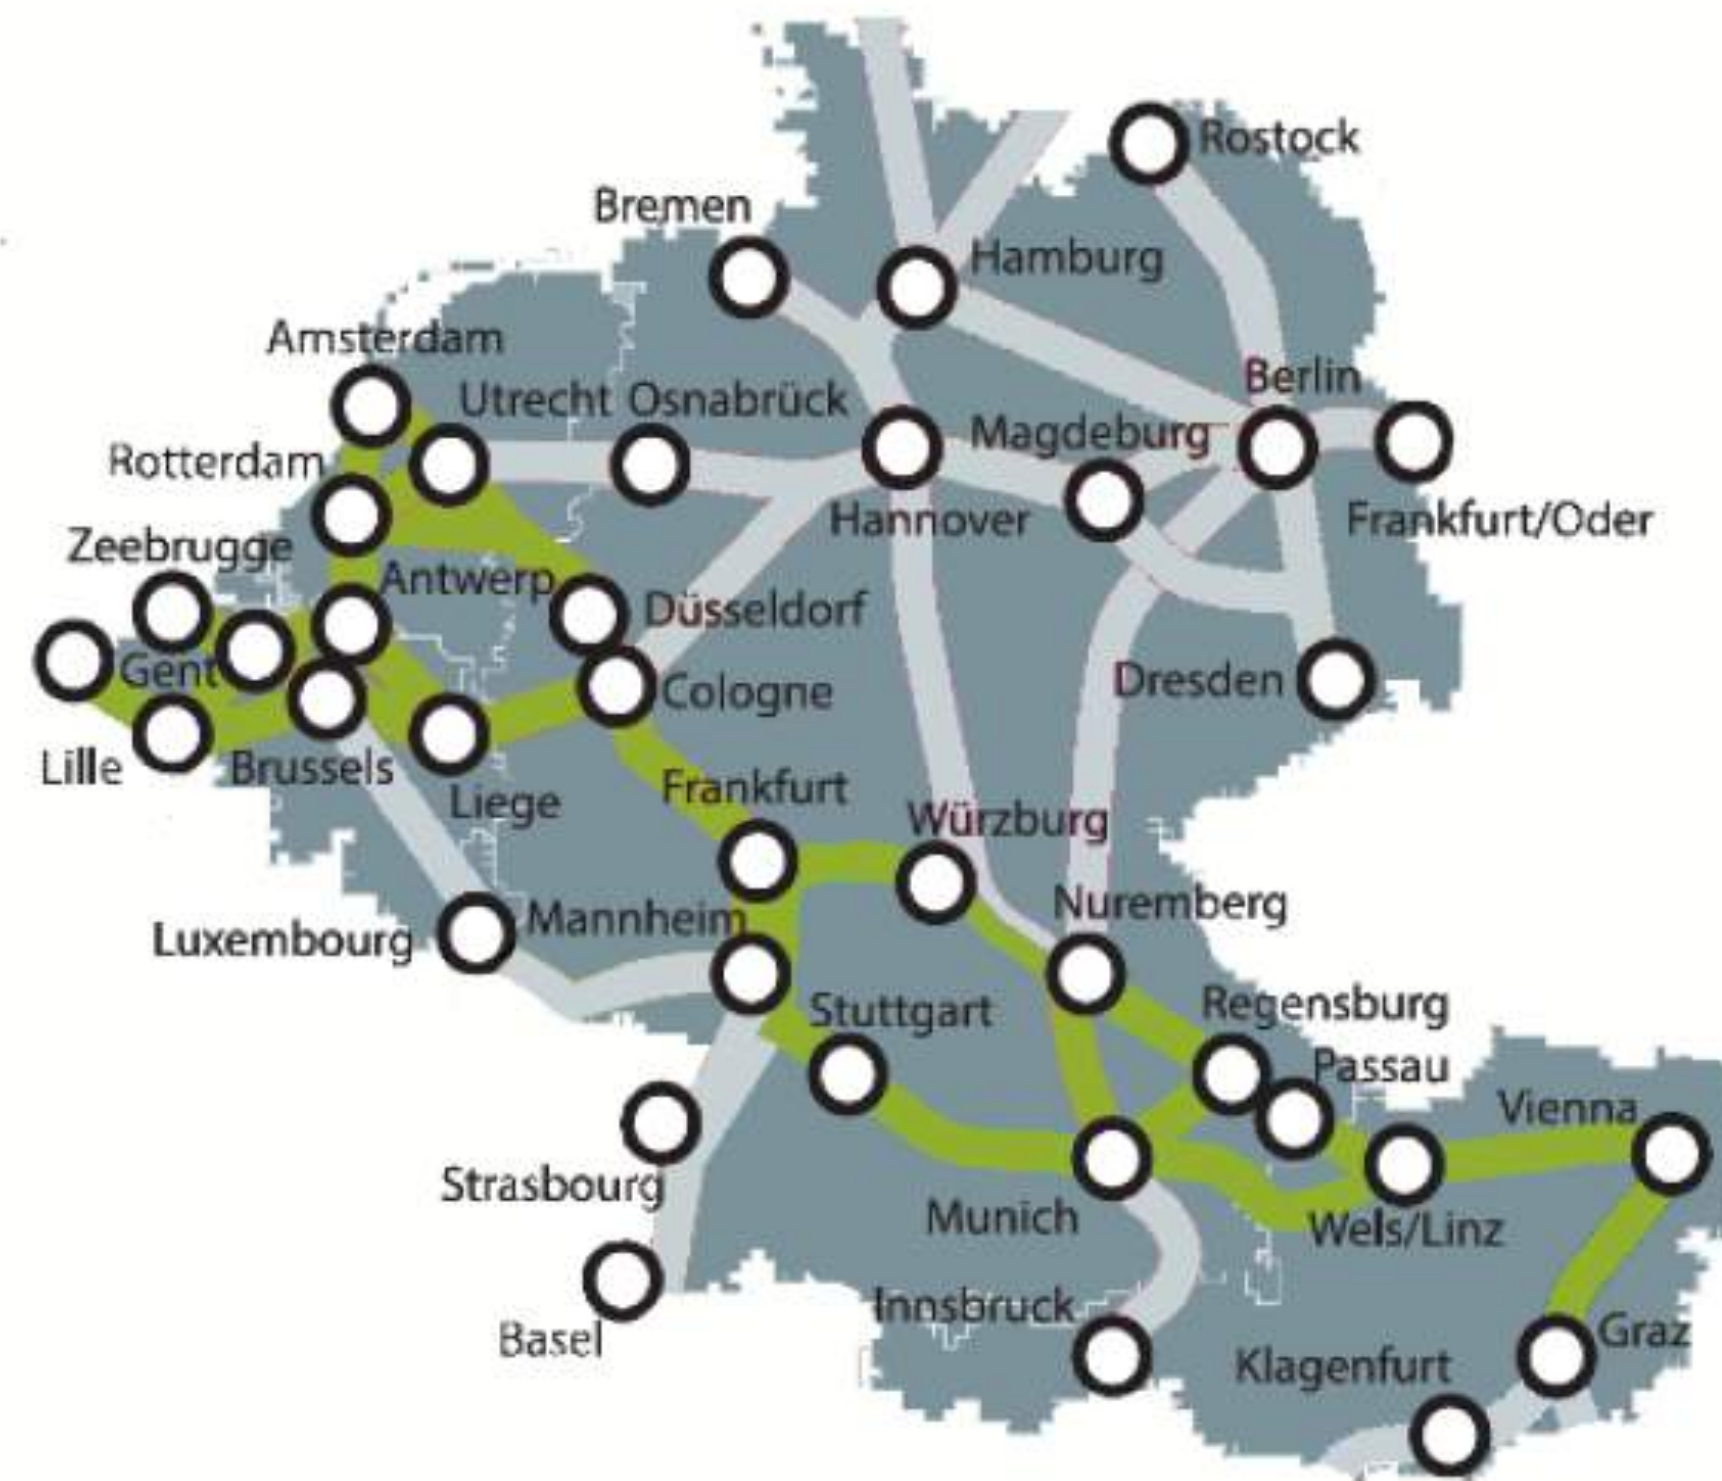 Rostock
Bremen
Hamburg
Amsterdam
Berlin
Utrecht
Osnabrück
Magdeburg
Rotterdam
Hannover
Frankfurt/Oder
Zeebrugge
Antwerp
Düsseldorf
Gent
Dresden
Cologne
Lille
Brussels
Liege
Frankfurt
Würzburg
Nuremberg
Mannheim
Luxembourg
Regensburg
Stuttgart
Passau
Vienna
Strasbourg
Munich
Wels/Linz
Innsbruck
Basel
Graz
Klagenfurt